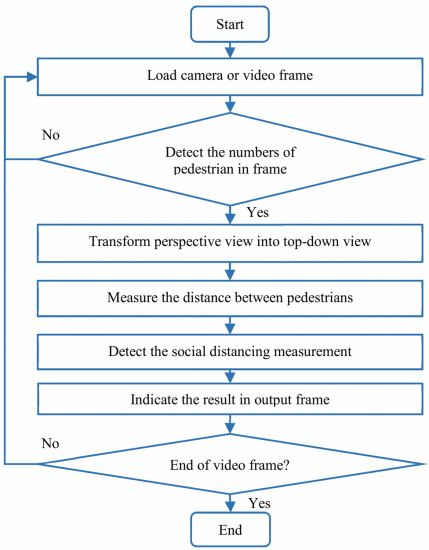 Start
Load camera or video frame
No
Detect the numbers of
pedestrian in frame
Yes
Transform perspective view into top-down view
Measure the distance between pedestrians
Detect the social distancing measurement
Indicate the result in output frame
No
End of video frame?
Yes
End